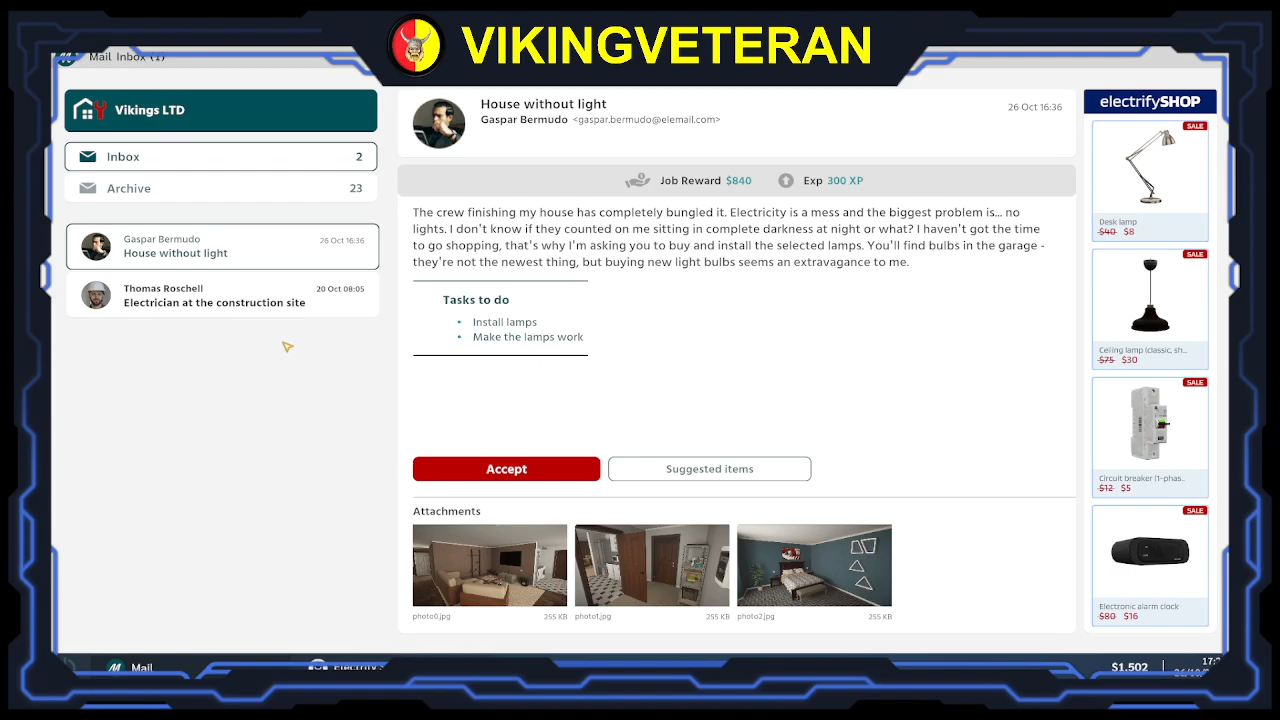 VIKINGVETERAN
Mail Inbox (1)
Vikings LTD
Inbox 2
Archive 23
Gaspar Bermudo 26 Oct 16:36
House without light
Thomas Roschell 20 Oct 08:05
Electrician at the construction site
House without light
Gaspar Bermudo <gaspar.bermudo@elemail.com>
26 Oct 16:36
Job Reward $840 Exp 300 XP
The crew finishing my house has completely bungled it. Electricity is a mess and the biggest problem is... no
lights. I don't know if they counted on me sitting in complete darkness at night or what? I haven't got the time
to go shopping, that's why I'm asking you to buy and install the selected lamps. You'll find bulbs in the garage -
they're not the newest thing, but buying new light bulbs seems an extravagance to me.
Tasks to do
• Install lamps
• Make the lamps work
Accept Suggested items
Attachments
photo0.jpg 255 KB photo1.jpg 255 KB photo2.jpg 255 KB
electrifySHOP
SALE
Desk lamp
$40 $8
SALE
Ceiling lamp (classic, sh...
$75 $30
SALE
Circuit breaker (1-phas..
$12 $5
SALE
Electronic alarm clock
$80 $16
Mail
$1,502